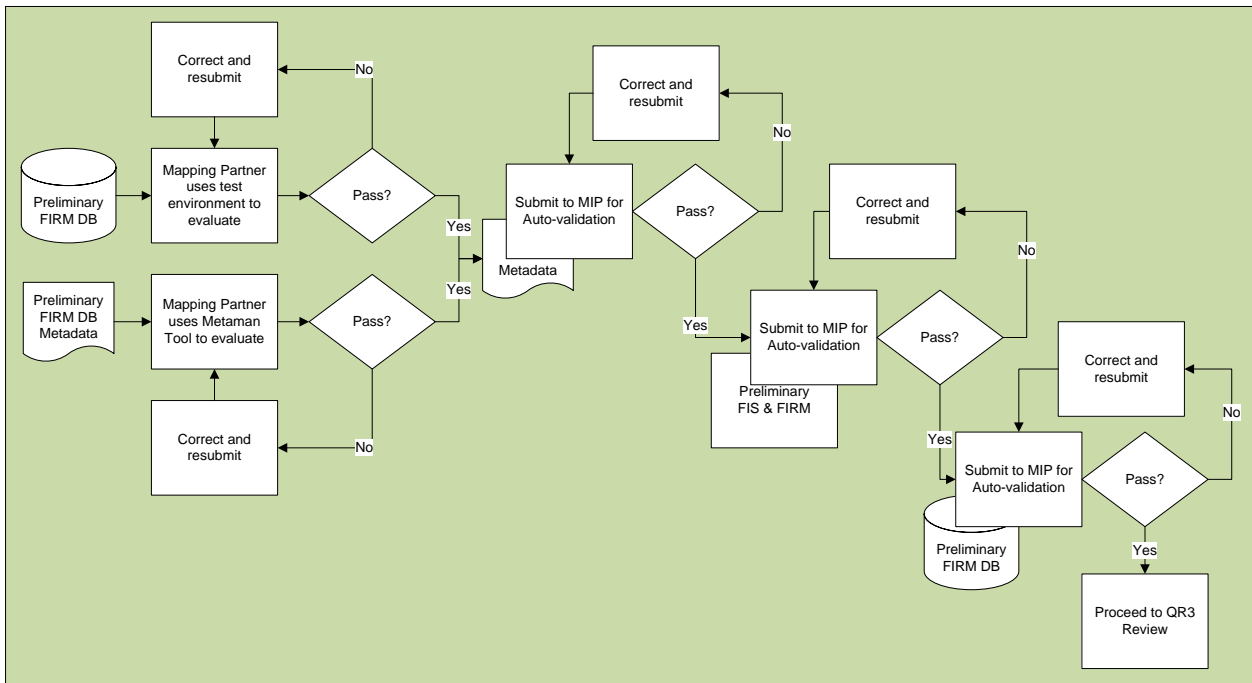 Correct and
resubmit
No
Preliminary
FIRM DB
Mapping Partner
uses test
environment to
evaluate
Pass?
Yes
Preliminary
FIRM DB
Metadata
Mapping Partner
uses Metaman
Tool to evaluate
Pass?
Yes
Correct and
resubmit
No
Correct and
resubmit
No
Submit to MIP for
Auto-validation
Metadata
Pass?
Yes
Correct and
resubmit
No
Submit to MIP for
Auto-validation
Preliminary
FIS & FIRM
Pass?
Yes
Correct and
resubmit
No
Submit to MIP for
Auto-validation
Preliminary
FIRM DB
Pass?
Yes
Proceed to QR3
Review